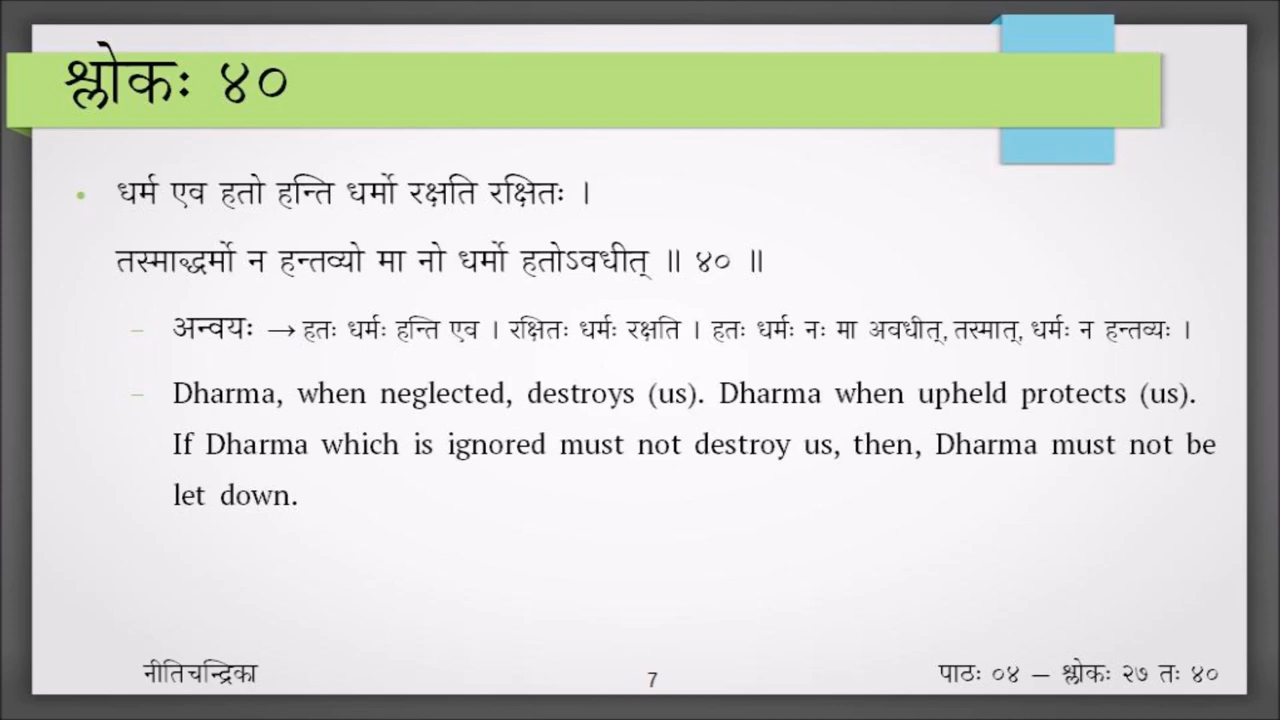 श्लोकः ४०
• धर्म एव हतो हन्ति धर्मो रक्षति रक्षितः ।
तस्माद्धर्मो न हन्तव्यो मा नो धर्मो हतोऽवधीत् ॥ ४० ॥
– अन्वयः → हतः धर्मः हन्ति एव । रक्षितः धर्मः रक्षति । हतः धर्मः नः मा अवधीत्, तस्मात्, धर्मः न हन्तव्यः ।
– Dharma, when neglected, destroys (us). Dharma when upheld protects (us).
If Dharma which is ignored must not destroy us, then, Dharma must not be
let down.
नीतिचन्द्रिका
7
पाठः ०४ – श्लोकः २७ तः ४०